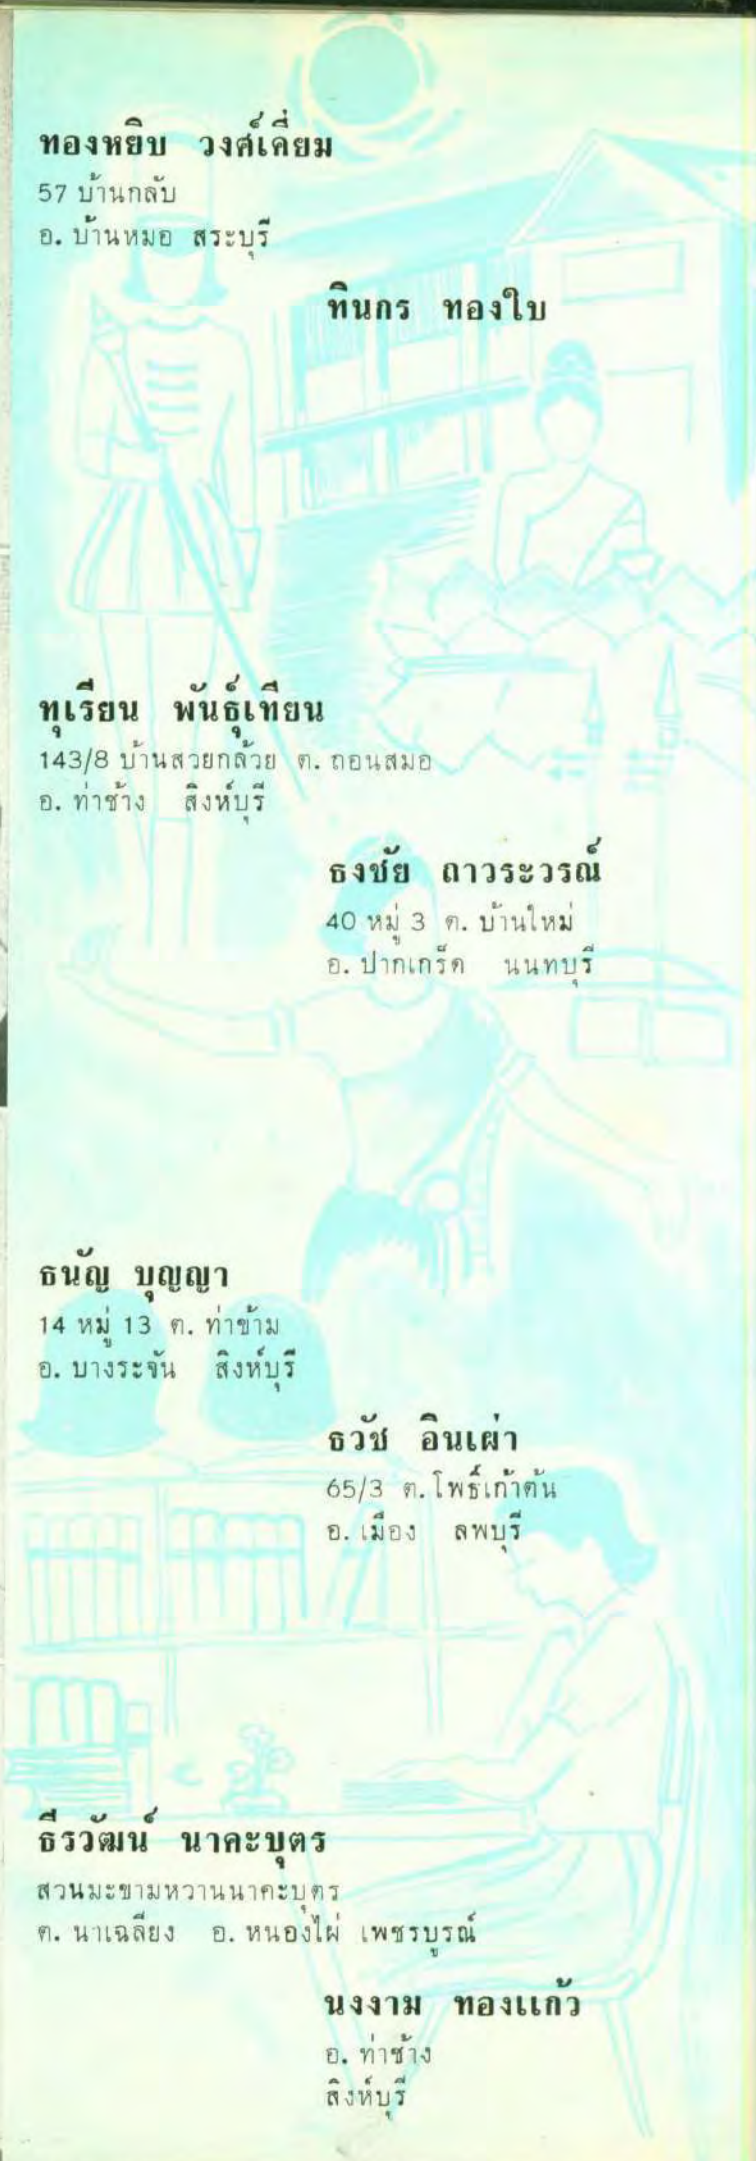 ทองหยิบ วงศ์เคี่ยม
57 บ้านกลับ
อ. บ้านหมอ สระบุรี
ทินกร ทองใบ
ทุเรียน พันธุ์เทียน
143/8 บ้านสวยกล้วย ต. ถอนสมอ
อ. ท่าช้าง สิงห์บุรี
ธงชัย ถาวระวรณ์
40 หมู่ 3 ต. บ้านใหม่
อ. ปากเกร็ด นนทบุรี
ธนัญ บุญญา
14 หมู่ 13 ต. ท่าข้าม
อ. บางระจัน สิงห์บุรี
ธวัช อินเผ่า
65/3 ต. โพธิ์เก้าต้น
อ. เมือง ลพบุรี
ธีรวัฒน์ นาคะบุตร
สวนมะขามหวานนาคะบุตร
ต. นาเฉลียง อ. หนองไผ่ เพชรบูรณ์
นงงาม ทองแก้ว
อ. ท่าช้าง
สิงห์บุรี